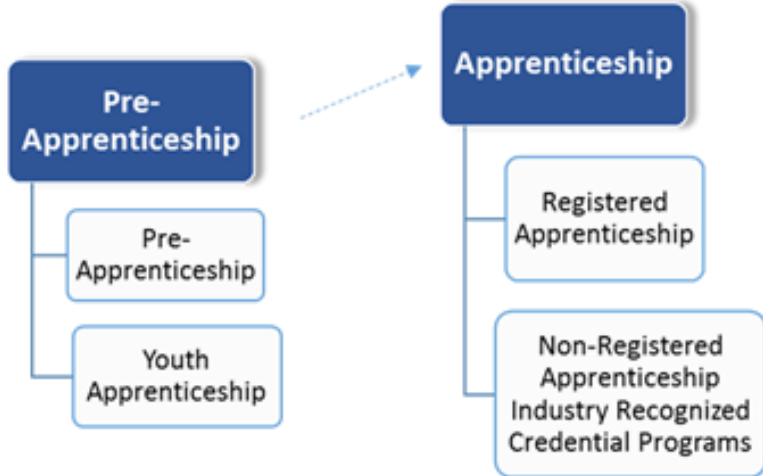 Pre-
Apprenticeship
Pre-
Apprenticeship
Youth
Apprenticeship
Apprenticeship
Registered
Apprenticeship
Non-Registered
Apprenticeship
Industry Recognized
Credential Programs